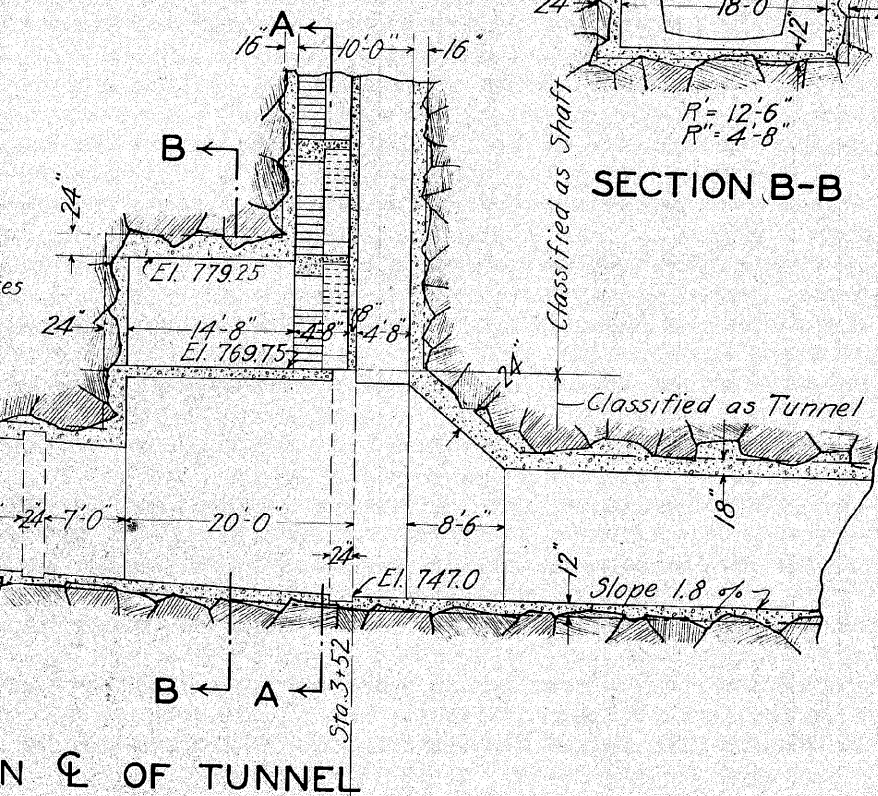 24"
18'-0"
12"
R'= 12'-6"
R"= 4'-8"
SECTION B-B
A
16" 10'-0" 16"
B
24"
Classified as Shaft
El. 779.25
24"
14'-8" 4'-8" 8" 4'-8"
El. 769.75
24"
Classified as Tunnel
24" 7'-0" 20'-0" 8'-6" 18"
24"
El. 747.0
12"
Slope 1.8 %
B A
Sta. 3+52
N ℄ OF TUNNEL